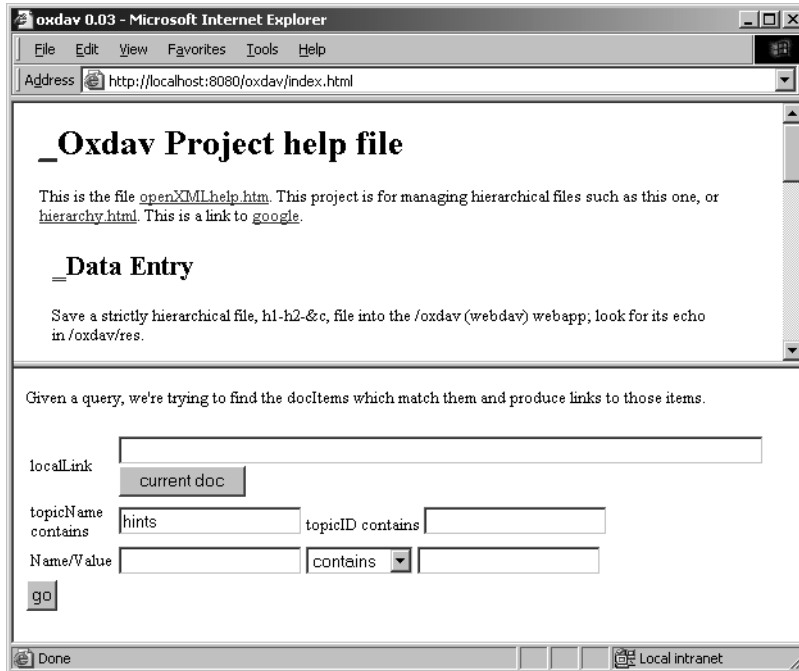 oxdav 0.03 - Microsoft Internet Explorer
File Edit View Favorites Tools Help
Address http://localhost:8080/oxdav/index.html
_Oxdav Project help file
This is the file openXMLhelp.htm. This project is for managing hierarchical files such as this one, or
hierarchy.html. This is a link to google.
_Data Entry
Save a strictly hierarchical file, h1-h2-&c, file into the /oxdav (webdav) webapp; look for its echo
in /oxdav/res.
Given a query, we're trying to find the docItems which match them and produce links to those items.
localLink
current doc
topicName
contains hints topicID contains
Name/Value contains
go
Done Local intranet